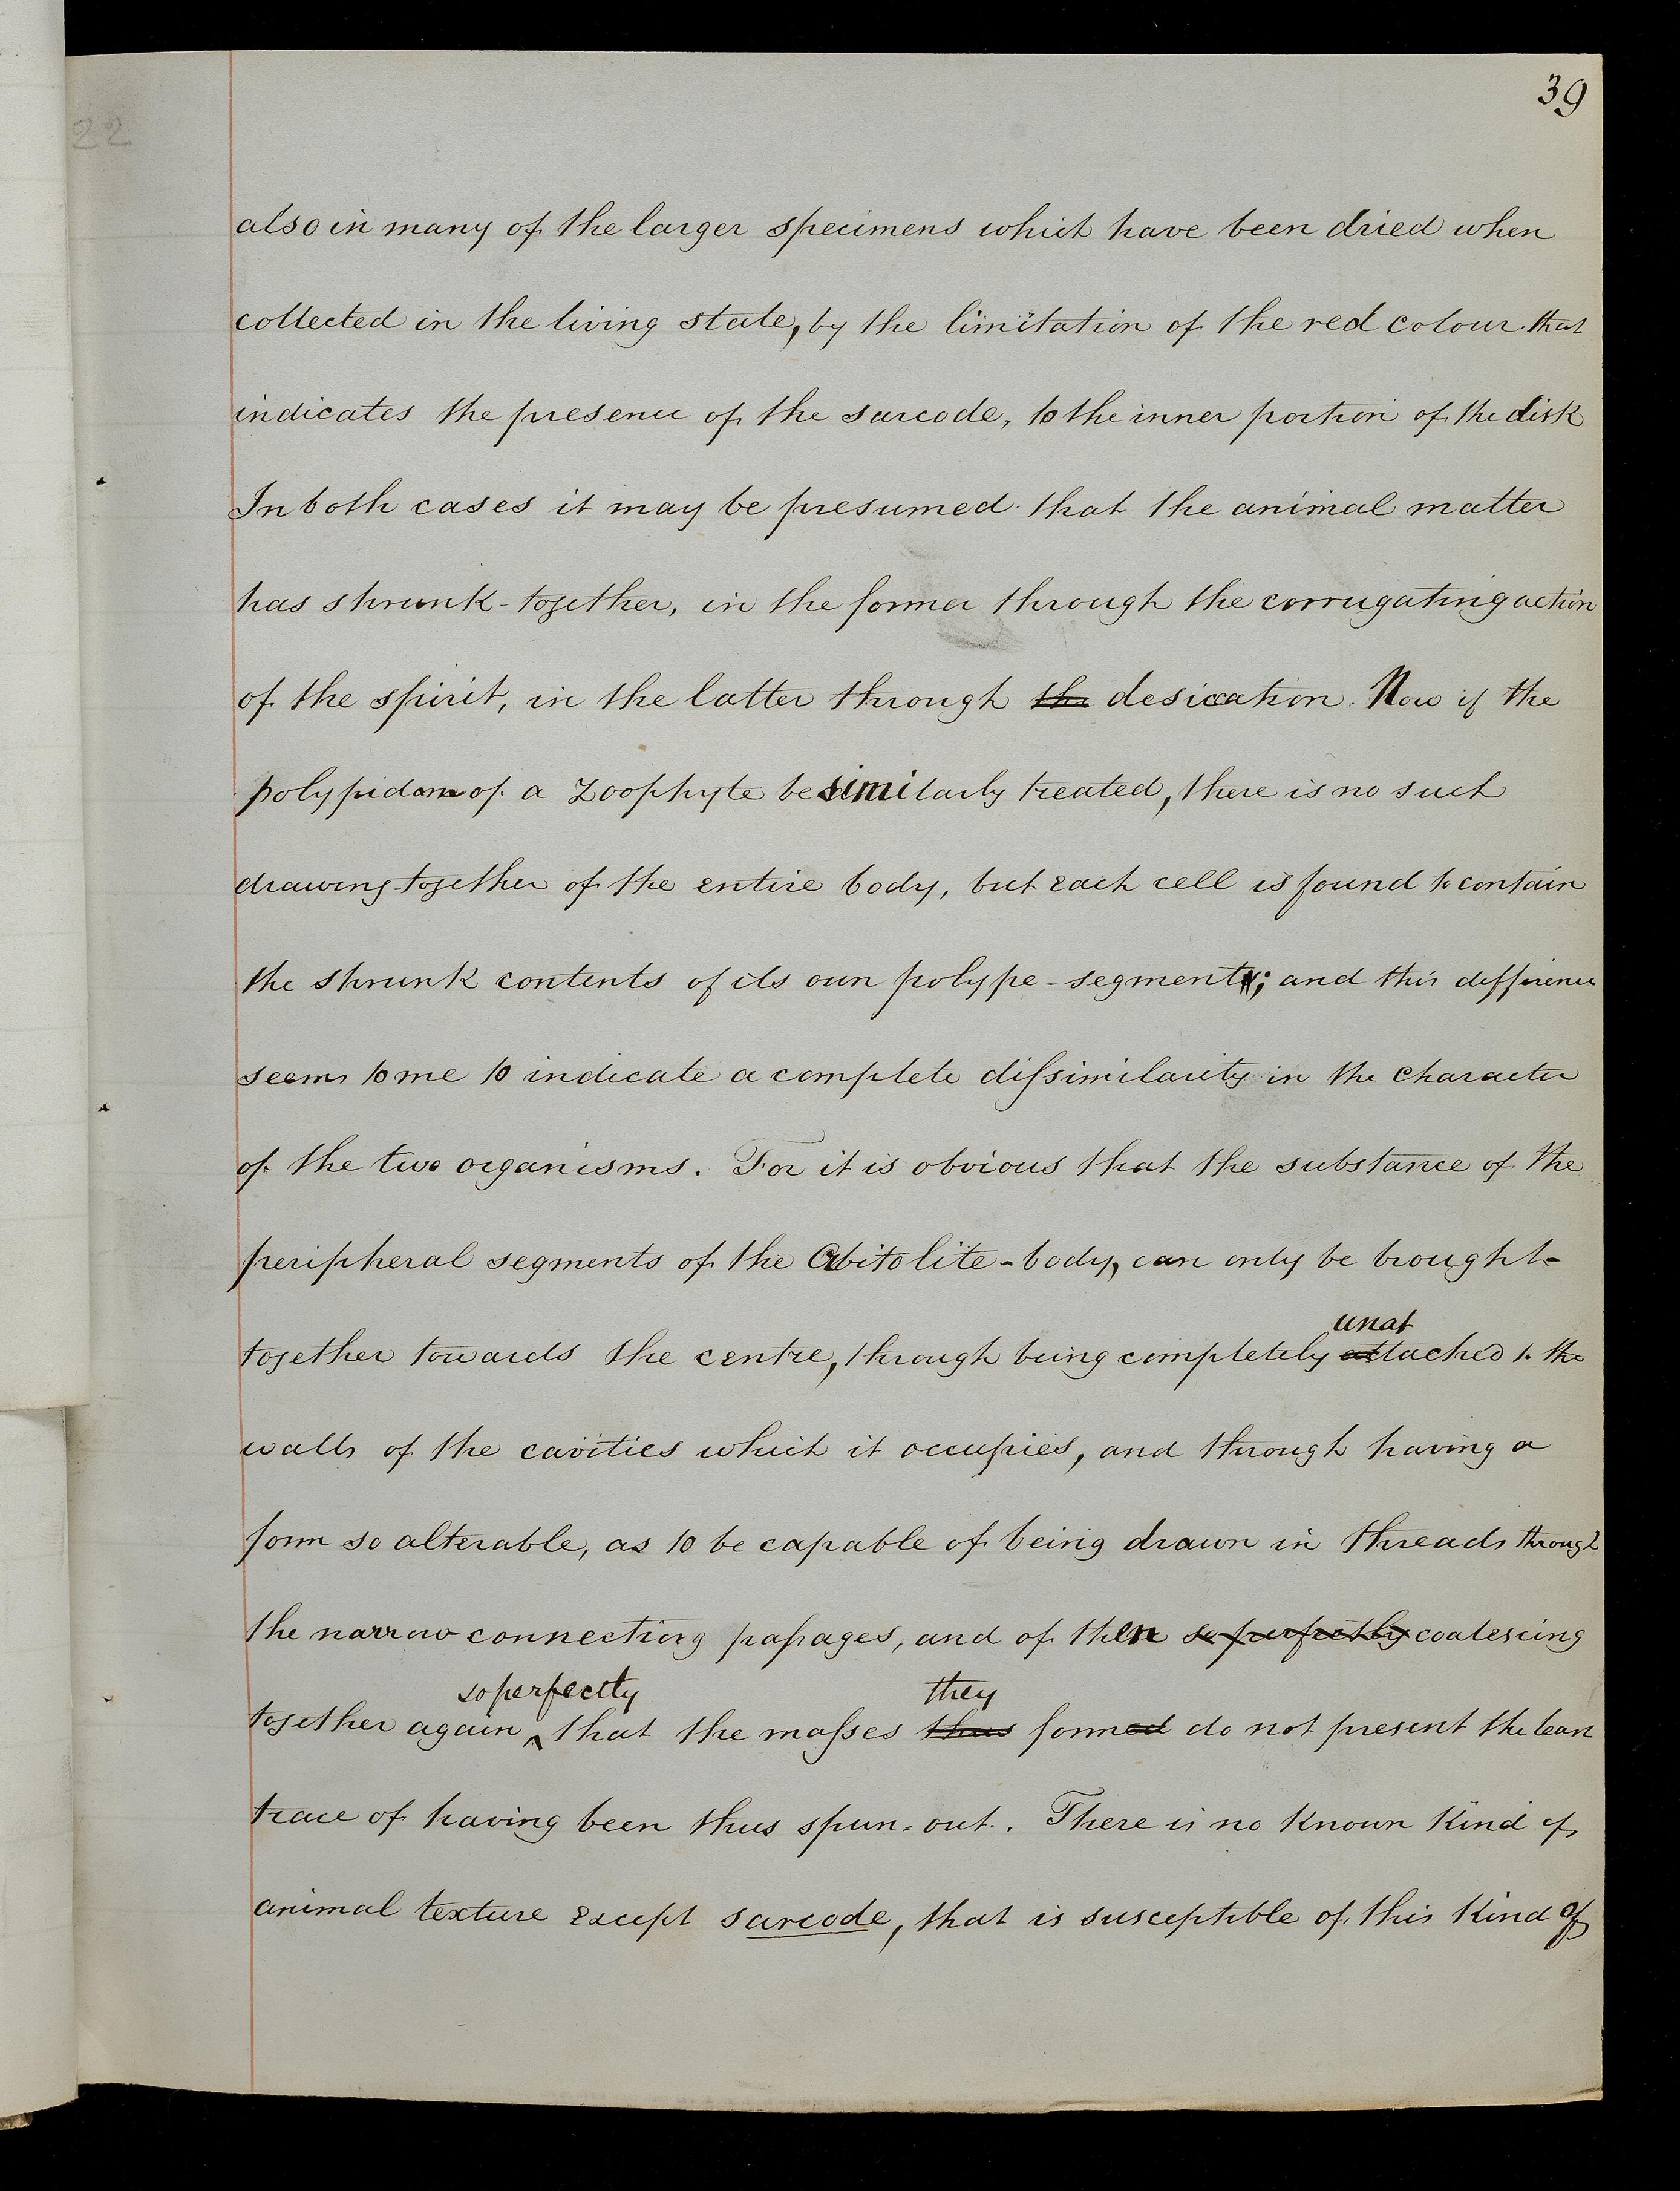 39
22
also in many of the larger specimens which have been dried when
collected in the living state, by the limitation of the red colour that
indicates the presence of the sarcode, to the inner portion of the disk
In both cases it may be presumed that the animal matter
has shrunk-together, in the former through the corrugating action
of the spirit, in the latter through the desiccation. Now if the
polypidom of a Zoophyte be similarly treated, there is no such
drawing-together of the entire body, but each cell is found to contain
the shrunk contents of its own polype-segment; and this difference
seems to me to indicate a complete dissimilarity in the character
of the two organisms. For it is obvious that the substance of the
peripheral segments of the Orbitolite-body, can only be brought-
unat
together towards the centre, through being completely attached to the
walls of the cavities which it occupies, and through having a
form so alterable, as to be capable of being drawn in threads through
the narrow connecting passages, and of then so perfectly coalescing
so perfectly they
together again ‸ that the masses thus formed do not present the least
trace of having been thus spun-out. There is no known kind of
animal texture except sarcode, that is susceptible of this kind of